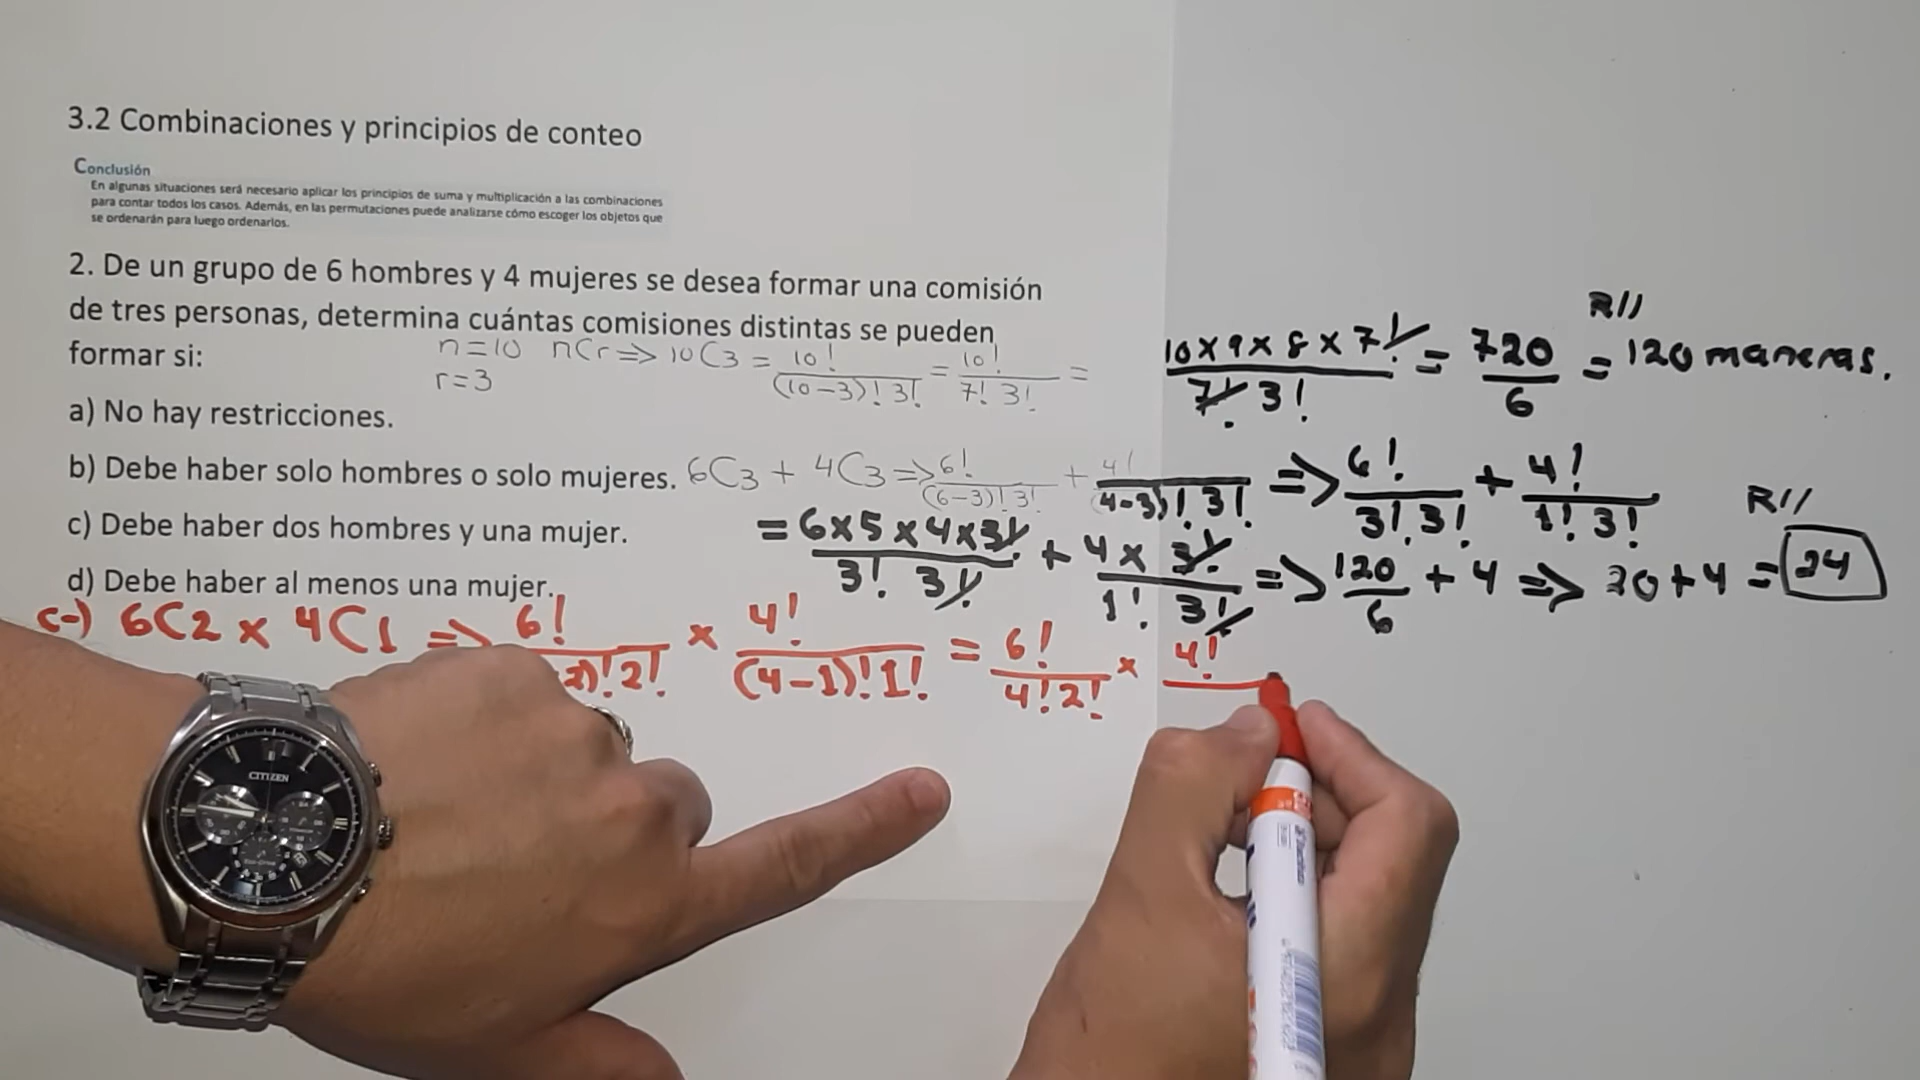 3.2 Combinaciones y principios de conteo
Conclusión
En algunas situaciones será necesario aplicar los principios de suma y multiplicación a las combinaciones
para contar todos los casos. Además, en las permutaciones puede analizarse cómo escoger los objetos que
se ordenarán para luego ordenarlos.
2. De un grupo de 6 hombres y 4 mujeres se desea formar una comisión
de tres personas, determina cuántas comisiones distintas se pueden
formar si:
n=10 nCr => 10C3 = 10!/(10-3)! 3! = 10!/7! 3! = 10x9x8x7!/7! 3! = 720/6 = 120 maneras.
r=3
R//
a) No hay restricciones.
b) Debe haber solo hombres o solo mujeres. 6C3 + 4C3 => 6!/(6-3)! 3! + 4!/(4-3)! 3! => 6!/3! 3! + 4!/1! 3!
R//
c) Debe haber dos hombres y una mujer.
= 6x5x4x3!/3! 3! + 4x3!/1! 3! => 120/6 + 4 => 20+4 = 24
d) Debe haber al menos una mujer.
c-) 6C2 x 4C1 => 6!/2)! 2! x 4!/(4-1)! 1! = 6!/4! 2! x 4!
CITIZEN